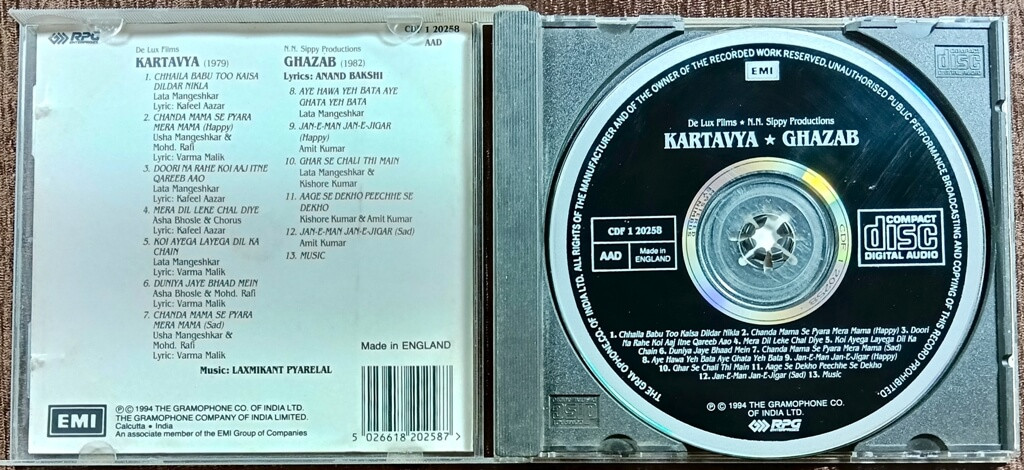 RPG
CDF 1 20258
AAD
De Lux Films
KARTAVYA (1979)
1. CHHAILA BABU TOO KAISA
DILDAR NIKLA
Lata Mangeshkar
Lyric: Kafeel Aazar
2. CHANDA MAMA SE PYARA
MERA MAMA (Happy)
Usha Mangeshkar &
Mohd. Rafi
Lyric: Varma Malik
3. DOORI NA RAHE KOI AAJ ITNE
QAREEB AAO
Lata Mangeshkar
Lyric: Kafeel Aazar
4. MERA DIL LEKE CHAL DIYE
Asha Bhosle & Chorus
Lyric: Kafeel Aazar
5. KOI AYEGA LAYEGA DIL KA
CHAIN
Lata Mangeshkar
Lyric: Varma Malik
6. DUNIYA JAYE BHAAD MEIN
Asha Bhosle & Mohd. Rafi
Lyric: Varma Malik
7. CHANDA MAMA SE PYARA
MERA MAMA (Sad)
Usha Mangeshkar &
Mohd. Rafi
Lyric: Varma Malik
N.N. Sippy Productions
GHAZAB (1982)
Lyrics: ANAND BAKSHI
8. AYE HAWA YEH BATA AYE
GHATA YEH BATA
Lata Mangeshkar
9. JAN-E-MAN JAN-E-JIGAR
(Happy)
Amit Kumar
10. GHAR SE CHALI THI MAIN
Lata Mangeshkar &
Kishore Kumar
11. AAGE SE DEKHO PEECHHE SE
DEKHO
Kishore Kumar & Amit Kumar
12. JAN-E-MAN JAN-E-JIGAR (Sad)
Amit Kumar
13. MUSIC
Made in ENGLAND
Music: LAXMIKANT PYARELAL
EMI
℗ © 1994 THE GRAMOPHONE CO. OF INDIA LTD.
THE GRAMOPHONE COMPANY OF INDIA LIMITED.
Calcutta • India
An associate member of the EMI Group of Companies
5 026618 202587 >
THE GRAL OPHONE CO. OF INDIA LTD. ALL RIGHTS OF THE MANUFACTURER AND OF THE OWNER OF THE RECORDED WORK RESERVED. UNAUTHORISED PUBLIC PERFORMANCE BROADCASTING AND COPYING OF THIS RECORD PROHIBITED.
EMI
De Lux Films ★ N.N. Sippy Productions
KARTAVYA ★ GHAZAB
CDF 1 20258
AAD
Made in
ENGLAND
COMPACT
disc
DIGITAL AUDIO
1. Chhaila Babu Too Kaisa Dildar Nikla 2. Chanda Mama Se Pyara Mera Mama (Happy) 3. Doori
Na Rahe Koi Aaj Itne Qareeb Aao 4. Mera Dil Leke Chal Diye 5. Koi Ayega Layega Dil Ka
Chain 6. Duniya Jaye Bhaad Mein 7. Chanda Mama Se Pyara Mera Mama (Sad)
8. Aye Hawa Yeh Bata Aye Ghata Yeh Bata 9. Jan-E-Man Jan-E-Jigar (Happy)
10. Ghar Se Chali Thi Main 11. Aage Se Dekho Peechhe Se Dekho
12. Jan-E-Man Jan-E-Jigar (Sad) 13. Music
℗ © 1994 THE GRAMOPHONE CO.
OF INDIA LTD.
RPG